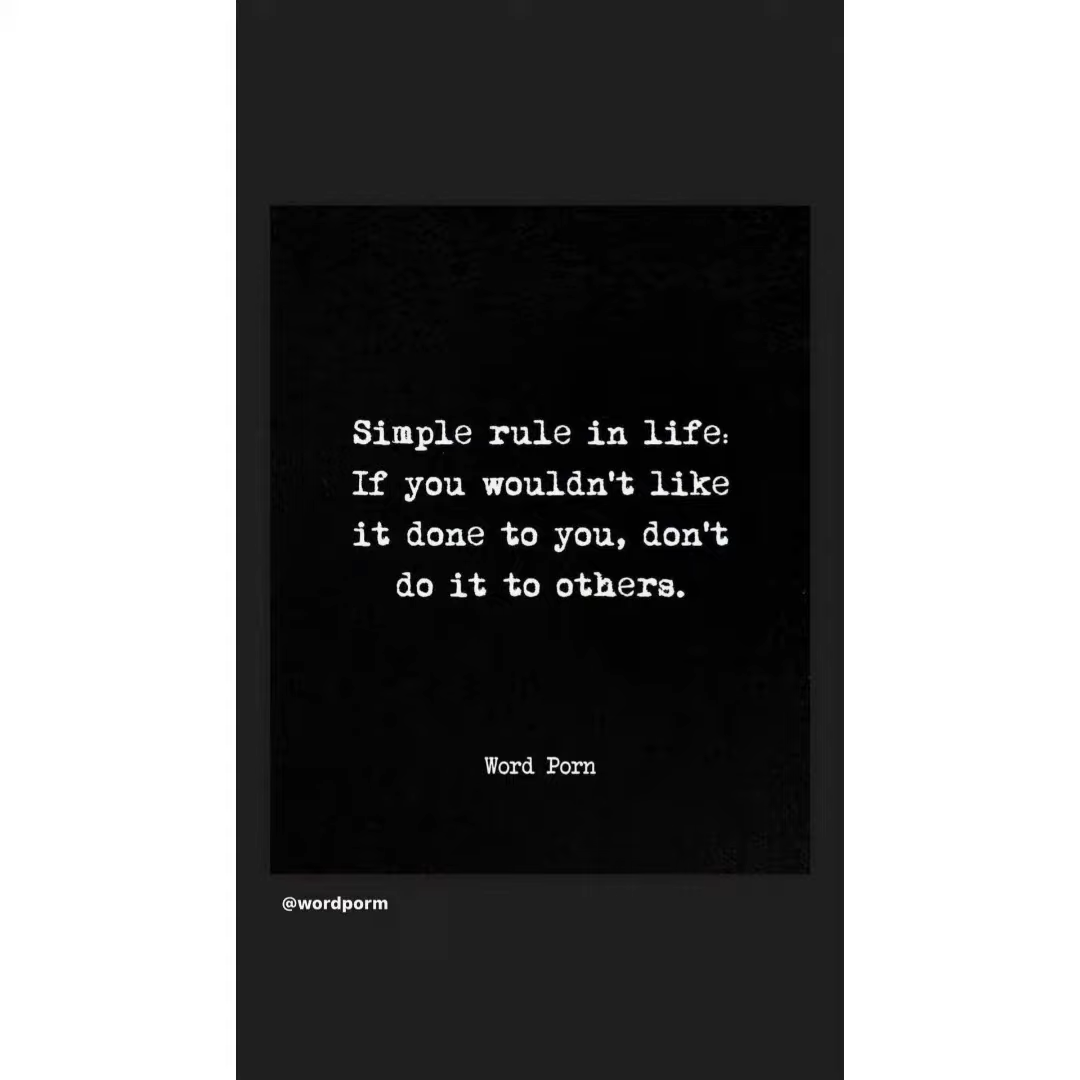 Simple rule in life:
If you wouldn't like
it done to you, don't
do it to others.
Word Porn
@wordporm